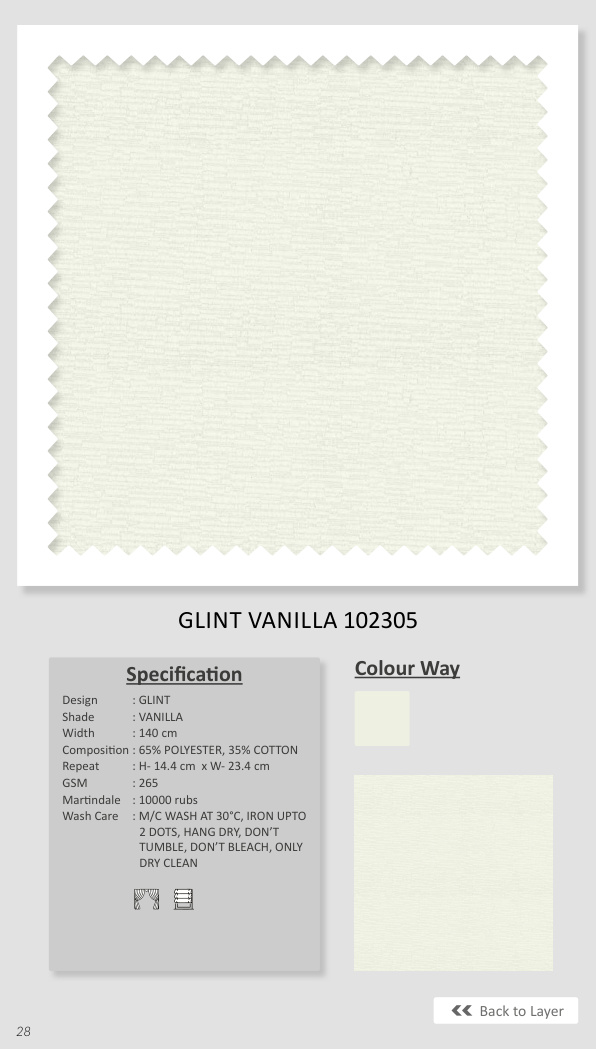 GLINT VANILLA 102305
Specification
Design : GLINT
Shade : VANILLA
Width : 140 cm
Composition : 65% POLYESTER, 35% COTTON
Repeat : H- 14.4 cm x W- 23.4 cm
GSM : 265
Martindale : 10000 rubs
Wash Care : M/C WASH AT 30°C, IRON UPTO
2 DOTS, HANG DRY, DON'T
TUMBLE, DON'T BLEACH, ONLY
DRY CLEAN
Colour Way
Back to Layer
28